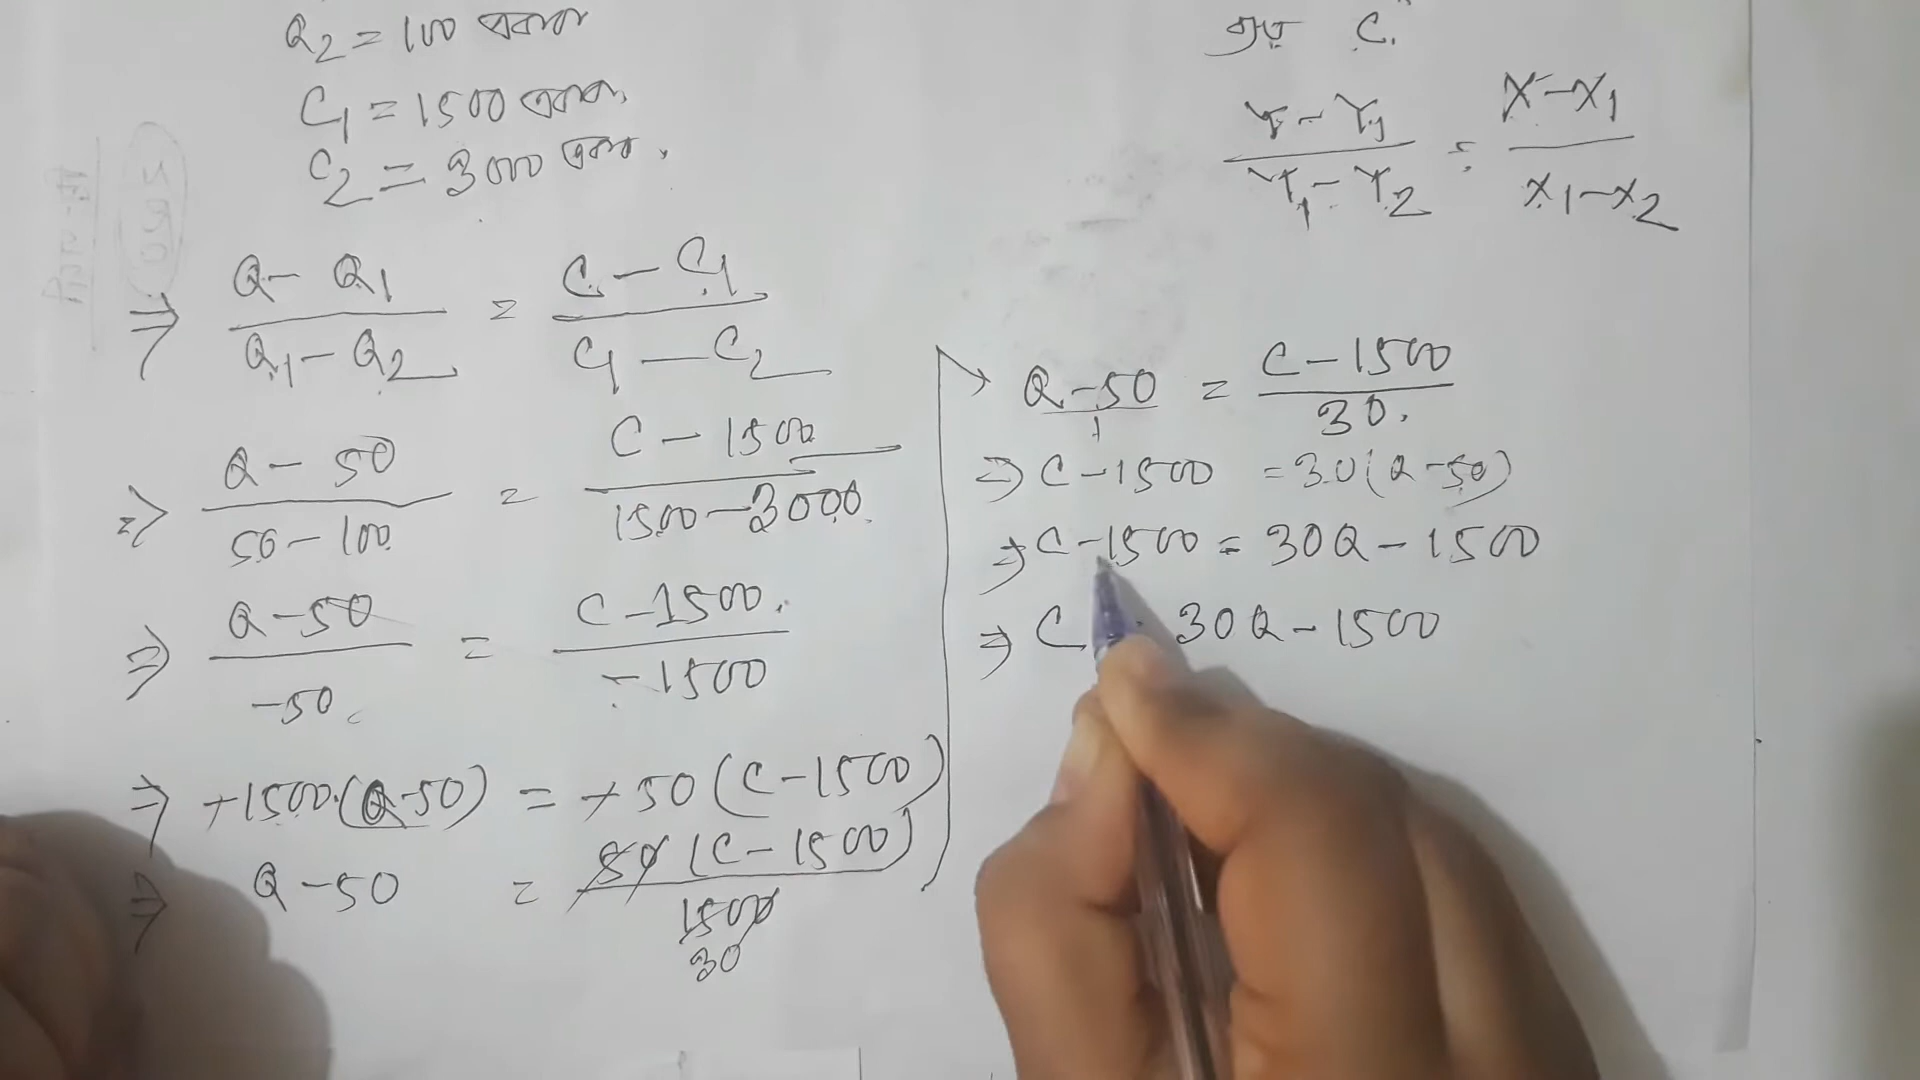 Q2 = 100 একক
C1 = 1500 একক,
C2 = 3000 একক,
⇒ Q - Q1 / Q1 - Q2 = C - C1 / C1 - C2
⇒ Q - 50 / 50 - 100 = C - 1500 / 1500 - 3000
⇒ Q - 50 / -50 = C - 1500 / -1500
⇒ +1500(Q-50) = +50(C-1500)
⇒ Q - 50 = 50(C-1500) / 1500
30
C.
Y - Y1 / Y1 - Y2 = X - X1 / X1 - X2
Q - 50 / 1 = C - 1500 / 30.
⇒ C - 1500 = 30(Q-50)
⇒ C - 1500 = 30Q - 1500
⇒ C 30Q - 1500